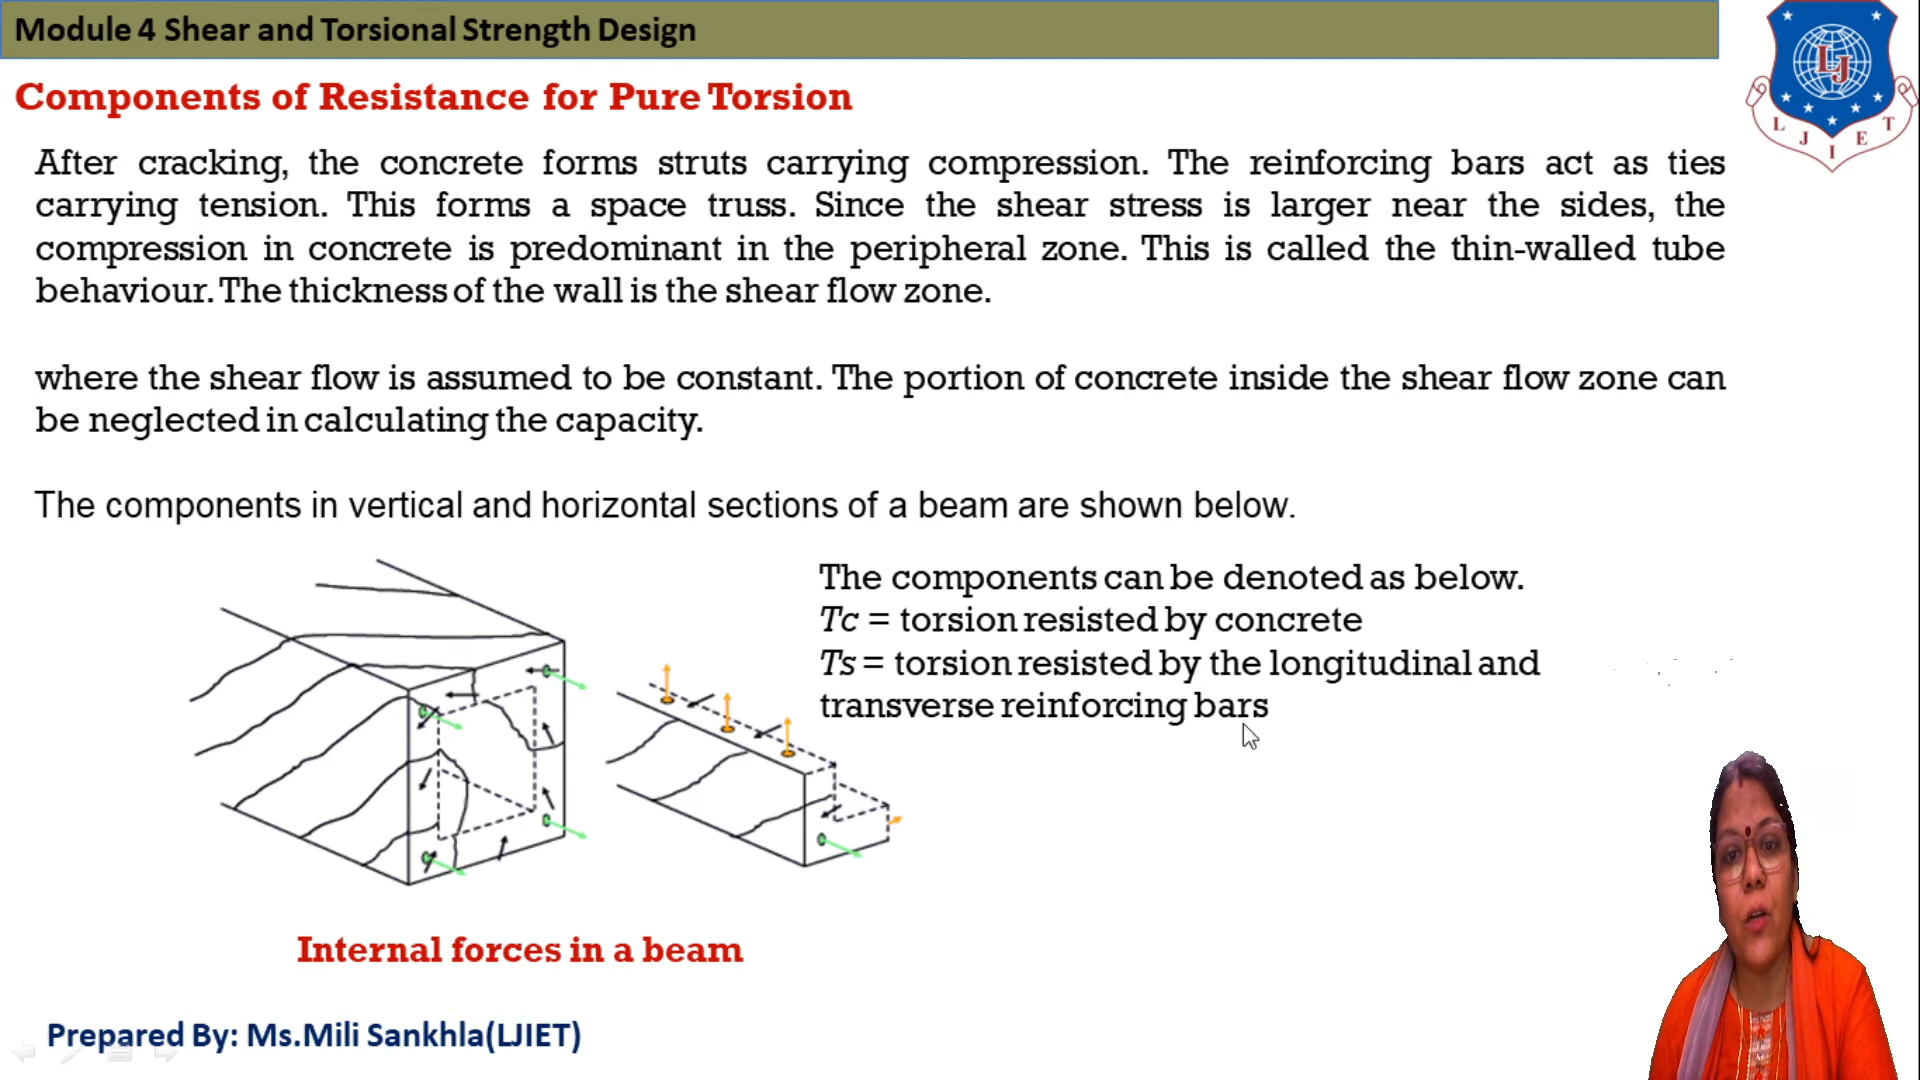 Module 4 Shear and Torsional Strength Design
Components of Resistance for Pure Torsion
After cracking, the concrete forms struts carrying compression. The reinforcing bars act as ties
carrying tension. This forms a space truss. Since the shear stress is larger near the sides, the
compression in concrete is predominant in the peripheral zone. This is called the thin-walled tube
behaviour. The thickness of the wall is the shear flow zone.
where the shear flow is assumed to be constant. The portion of concrete inside the shear flow zone can
be neglected in calculating the capacity.
The components in vertical and horizontal sections of a beam are shown below.
The components can be denoted as below.
Tc = torsion resisted by concrete
Ts = torsion resisted by the longitudinal and
transverse reinforcing bars
Internal forces in a beam
Prepared By: Ms.Mili Sankhla(LJIET)
LJ
L J I E T